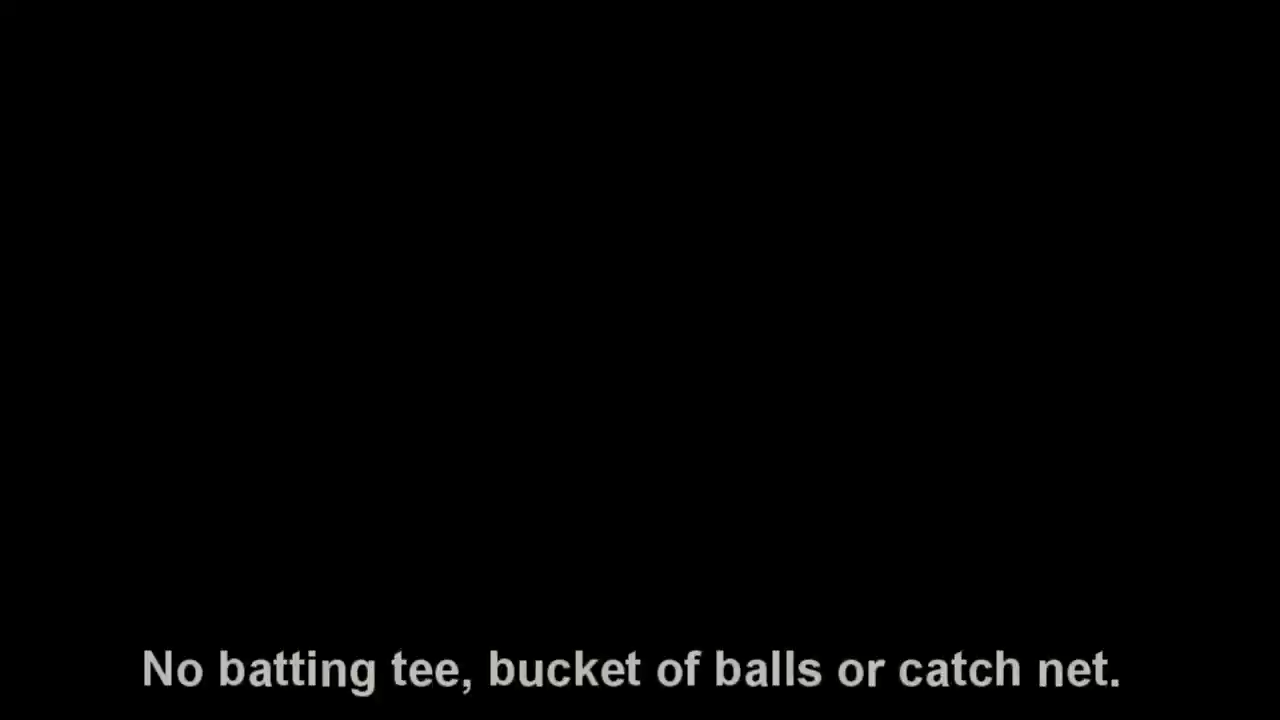 No batting tee, bucket of balls or catch net.